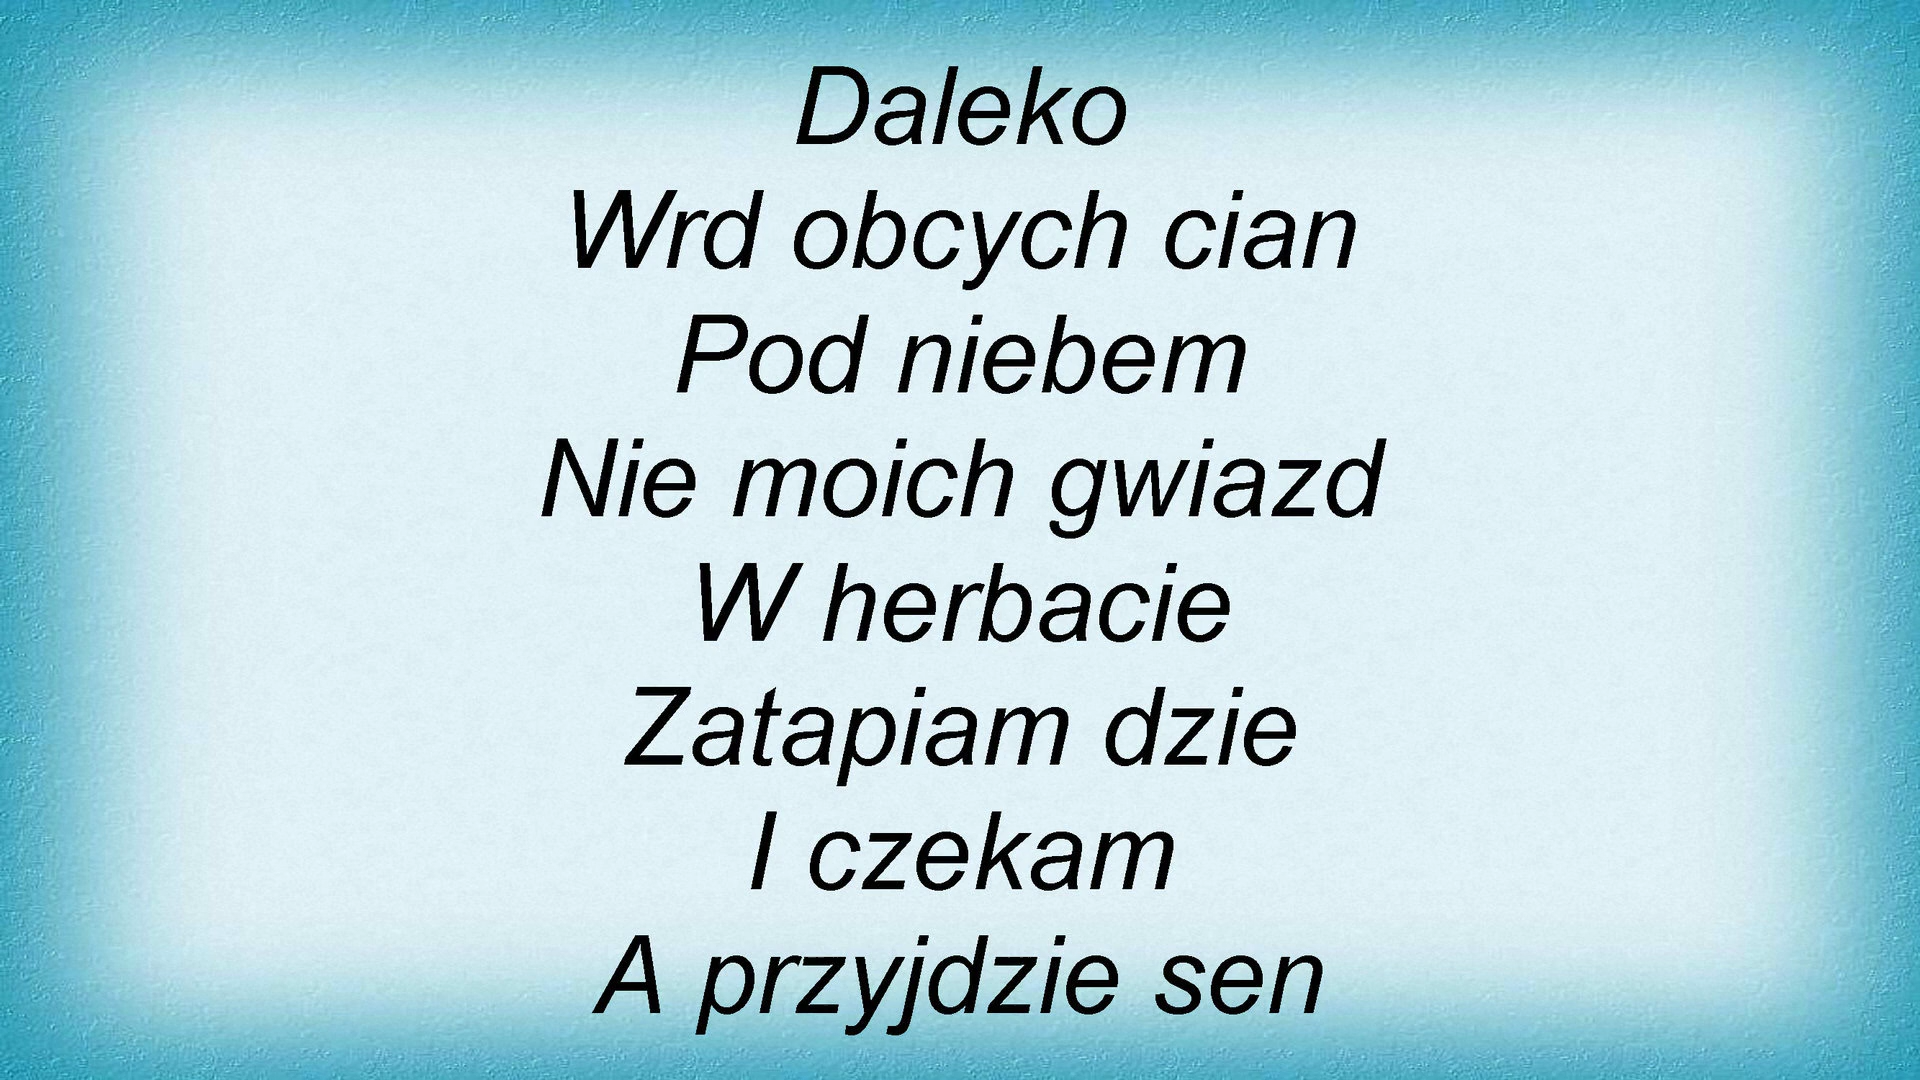 Daleko
Wrd obcych cian
Pod niebem
Nie moich gwiazd
W herbacie
Zatapiam dzie
I czekam
A przyjdzie sen